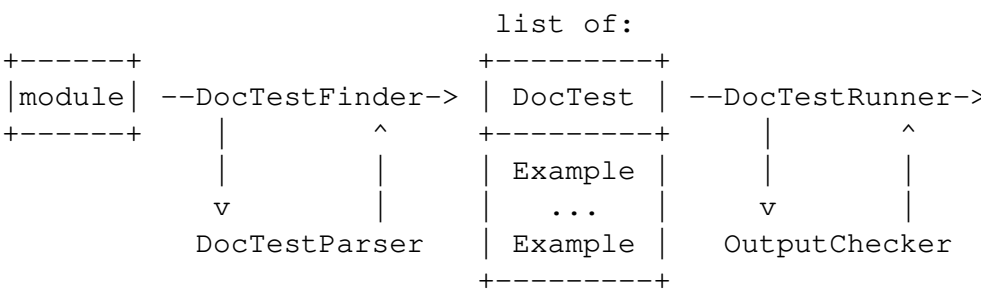 list of:
+------+                   +---------+
|module| --DocTestFinder-> | DocTest | --DocTestRunner->
+------+    |        ^     +---------+     |       ^
            |        |     | Example |     |       |
            v        |     |   ...   |     v       |
           DocTestParser   | Example |   OutputChecker
                           +---------+